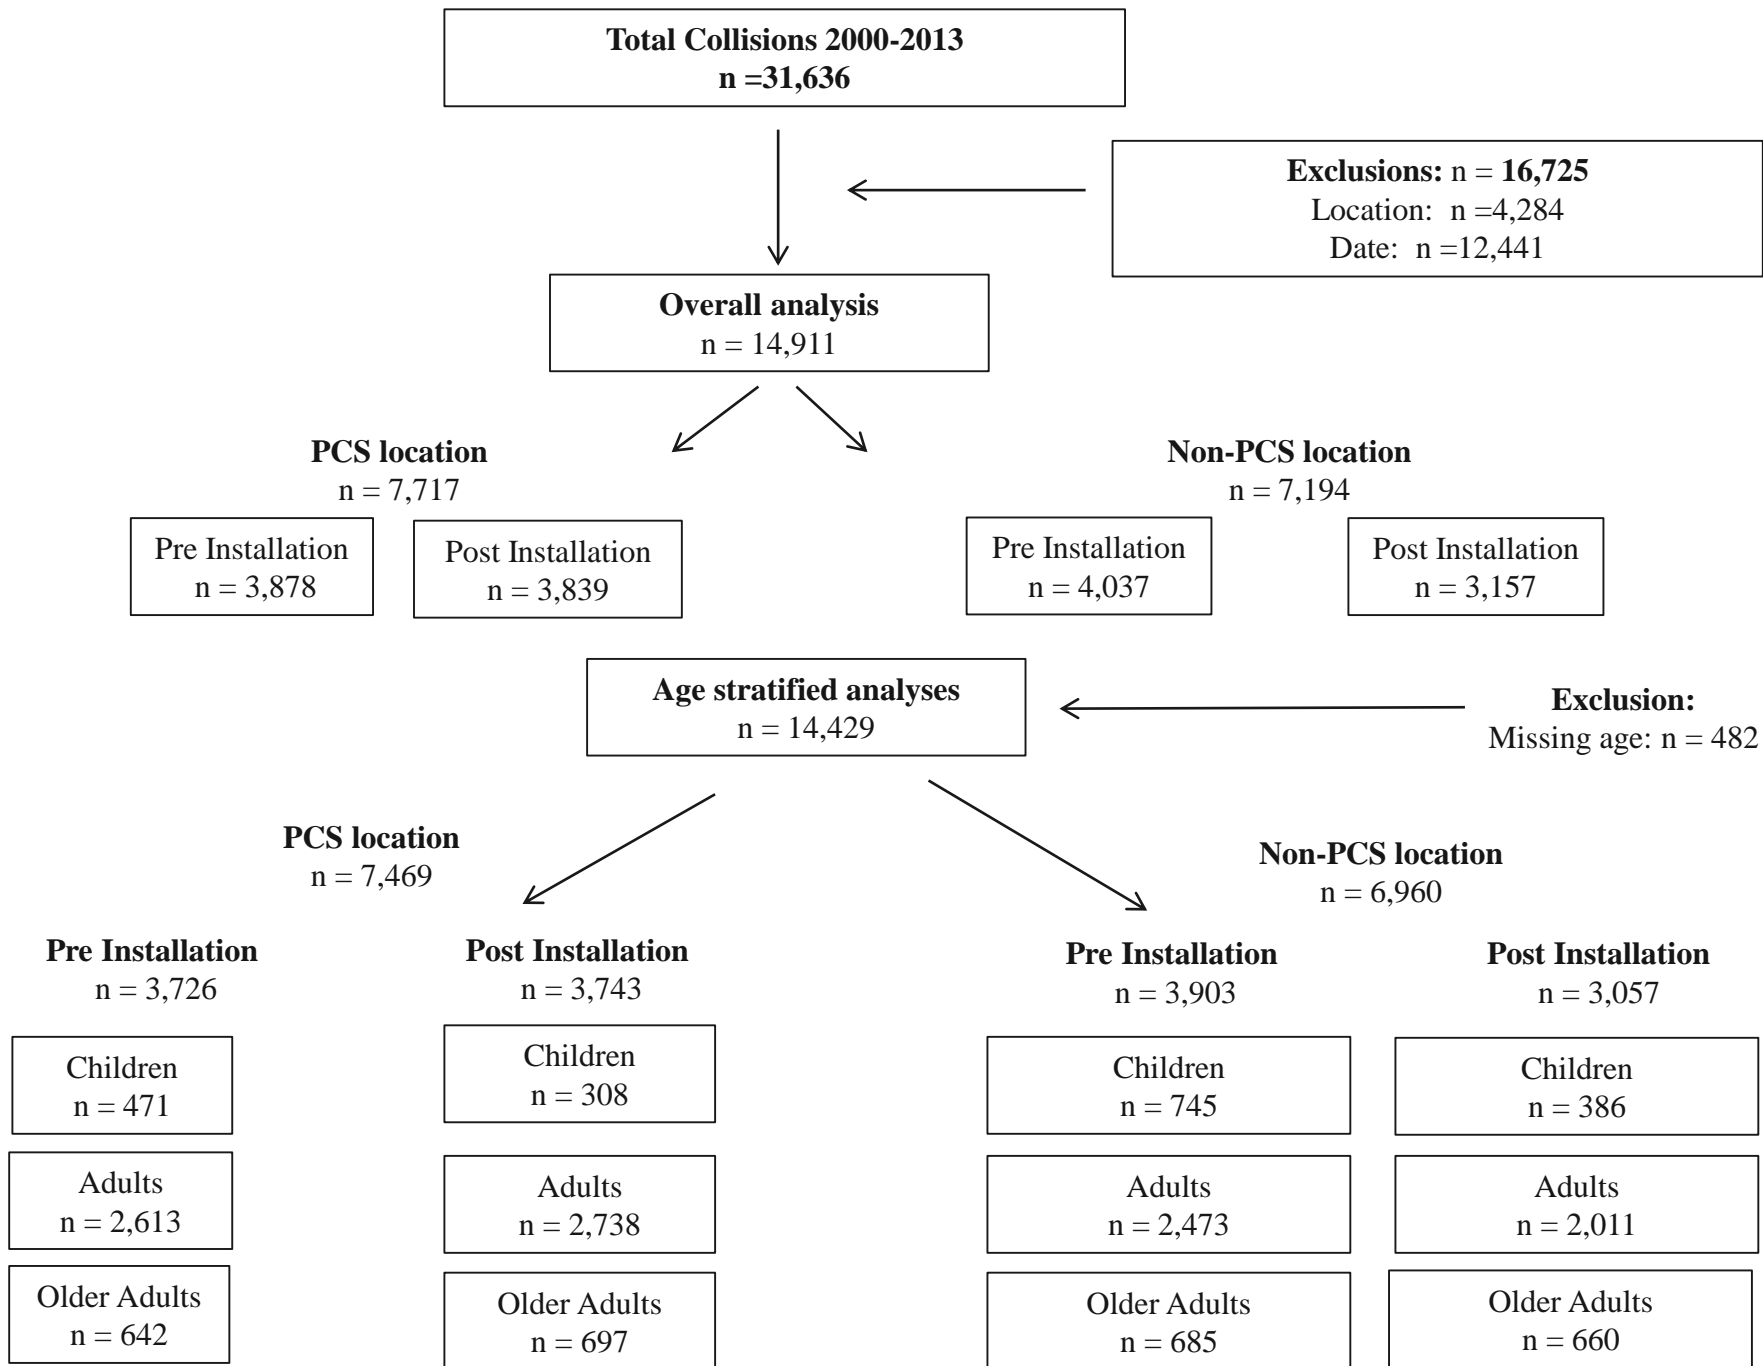 Total Collisions 2000-2013
n =31,636
Exclusions: n = 16,725
Location:  n =4,284
Date:  n =12,441
Overall analysis
n = 14,911
PCS location
n = 7,717
Non-PCS location
n = 7,194
Pre Installation
n = 3,878
Post Installation
n = 3,839
Pre Installation
n = 4,037
Post Installation
n = 3,157
Age stratified analyses
n = 14,429
Exclusion:
Missing age: n = 482
PCS location
n = 7,469
Non-PCS location
n = 6,960
Pre Installation
n = 3,726
Post Installation
n = 3,743
Pre Installation
n = 3,903
Post Installation
n = 3,057
Children
n = 471
Children
n = 308
Children
n = 745
Children
n = 386
Adults
n = 2,613
Adults
n = 2,738
Adults
n = 2,473
Adults
n = 2,011
Older Adults
n = 642
Older Adults
n = 697
Older Adults
n = 685
Older Adults
n = 660